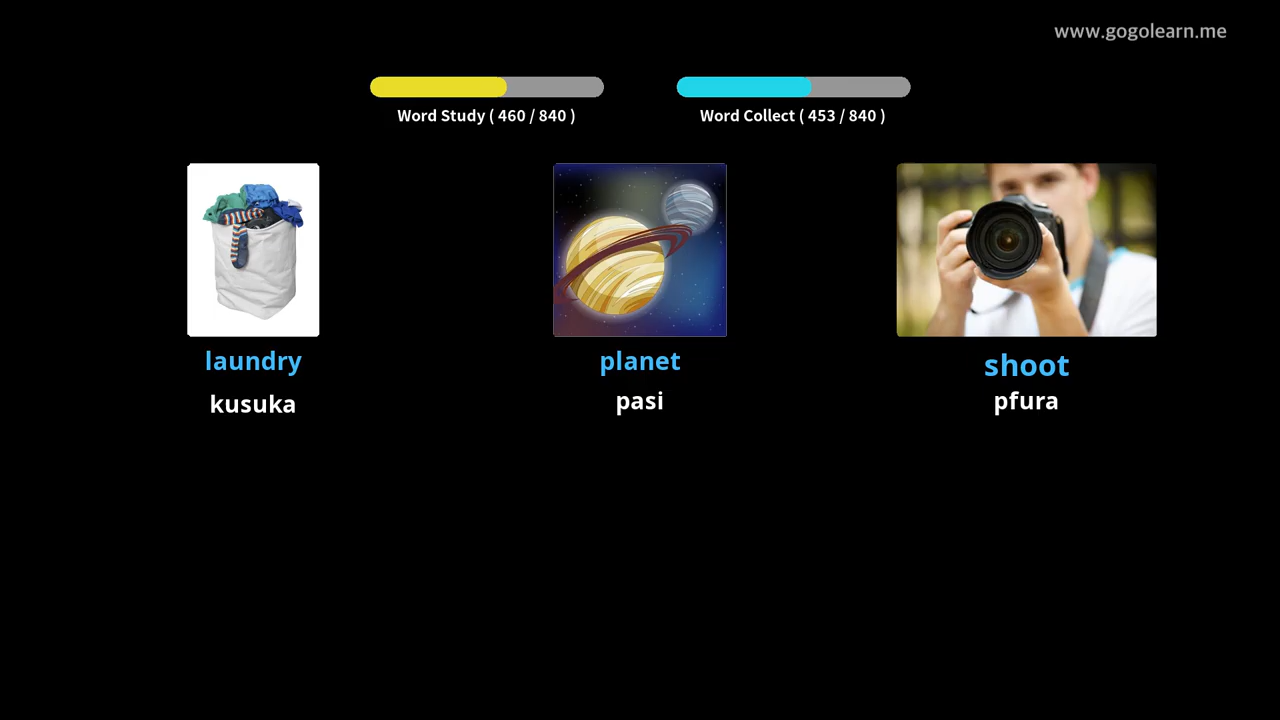 www.gogolearn.me
Word Study ( 460 / 840 )
Word Collect ( 453 / 840 )
laundry
kusuka
planet
pasi
shoot
pfura